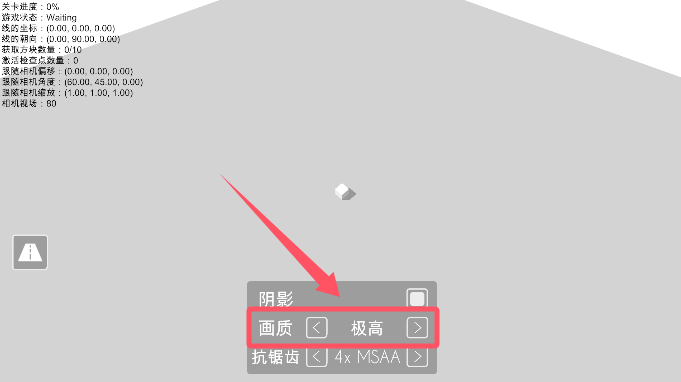 关卡进度：0%
游戏状态：Waiting
线的坐标：(0.00, 0.00, 0.00)
线的朝向：(0.00, 90.00, 0.00)
获取方块数量：0/10
激活检查点数量：0
跟随相机偏移：(0.00, 0.00, 0.00)
跟随相机角度：(60.00, 45.00, 0.00)
跟随相机缩放：(1.00, 1.00, 1.00)
相机视场：80
阴影
画质 < 极高 >
抗锯齿 < 4x MSAA >